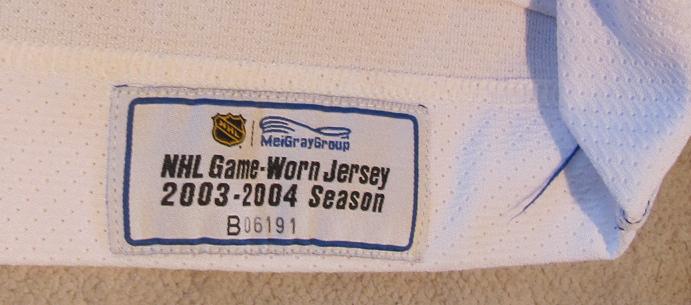 NHL MeiGrayGroup
NHL Game-Worn Jersey
2003-2004 Season
B06191